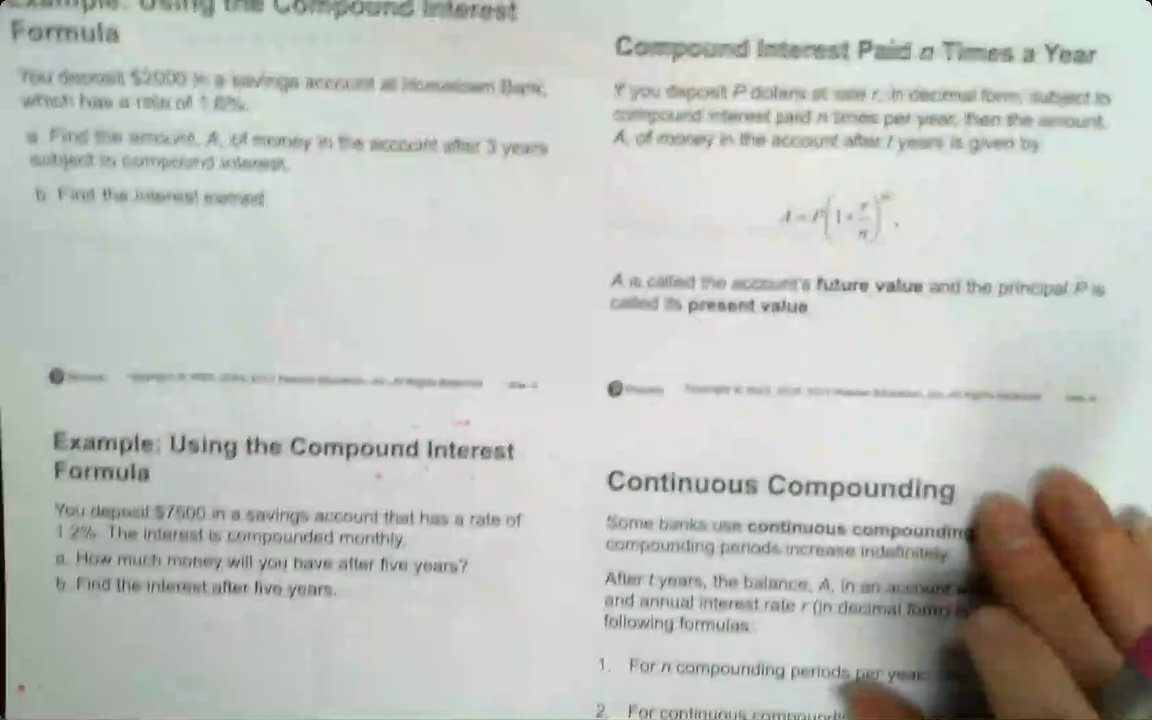 Example: Using the Compound Interest
Formula
You deposit $2000 in a savings account at Hometown Bank,
which has a rate of
a. Find the amount, A, of money in the account after 3 years
subject to compound interest.
b. Find the interest earned.
Compound Interest Paid n Times a Year
If you deposit P dollars at rate r, in decimal form, subject to
compound interest paid n times per year, then the amount,
A, of money in the account after t years is given by
A = P(1 + r/n)^nt.
A is called the account's future value and the principal P is
called its present value.
Example: Using the Compound Interest
Formula
You deposit $7500 in a savings account that has a rate of
1.2%. The interest is compounded monthly.
a. How much money will you have after five years?
b. Find the interest after five years.
Continuous Compounding
Some banks use continuous compounding
compounding periods increase indefinitely
After t years, the balance, A, in an account
and annual interest rate r (in decimal form)
following formulas
1. For n compounding periods per year
2. For continuous compounding